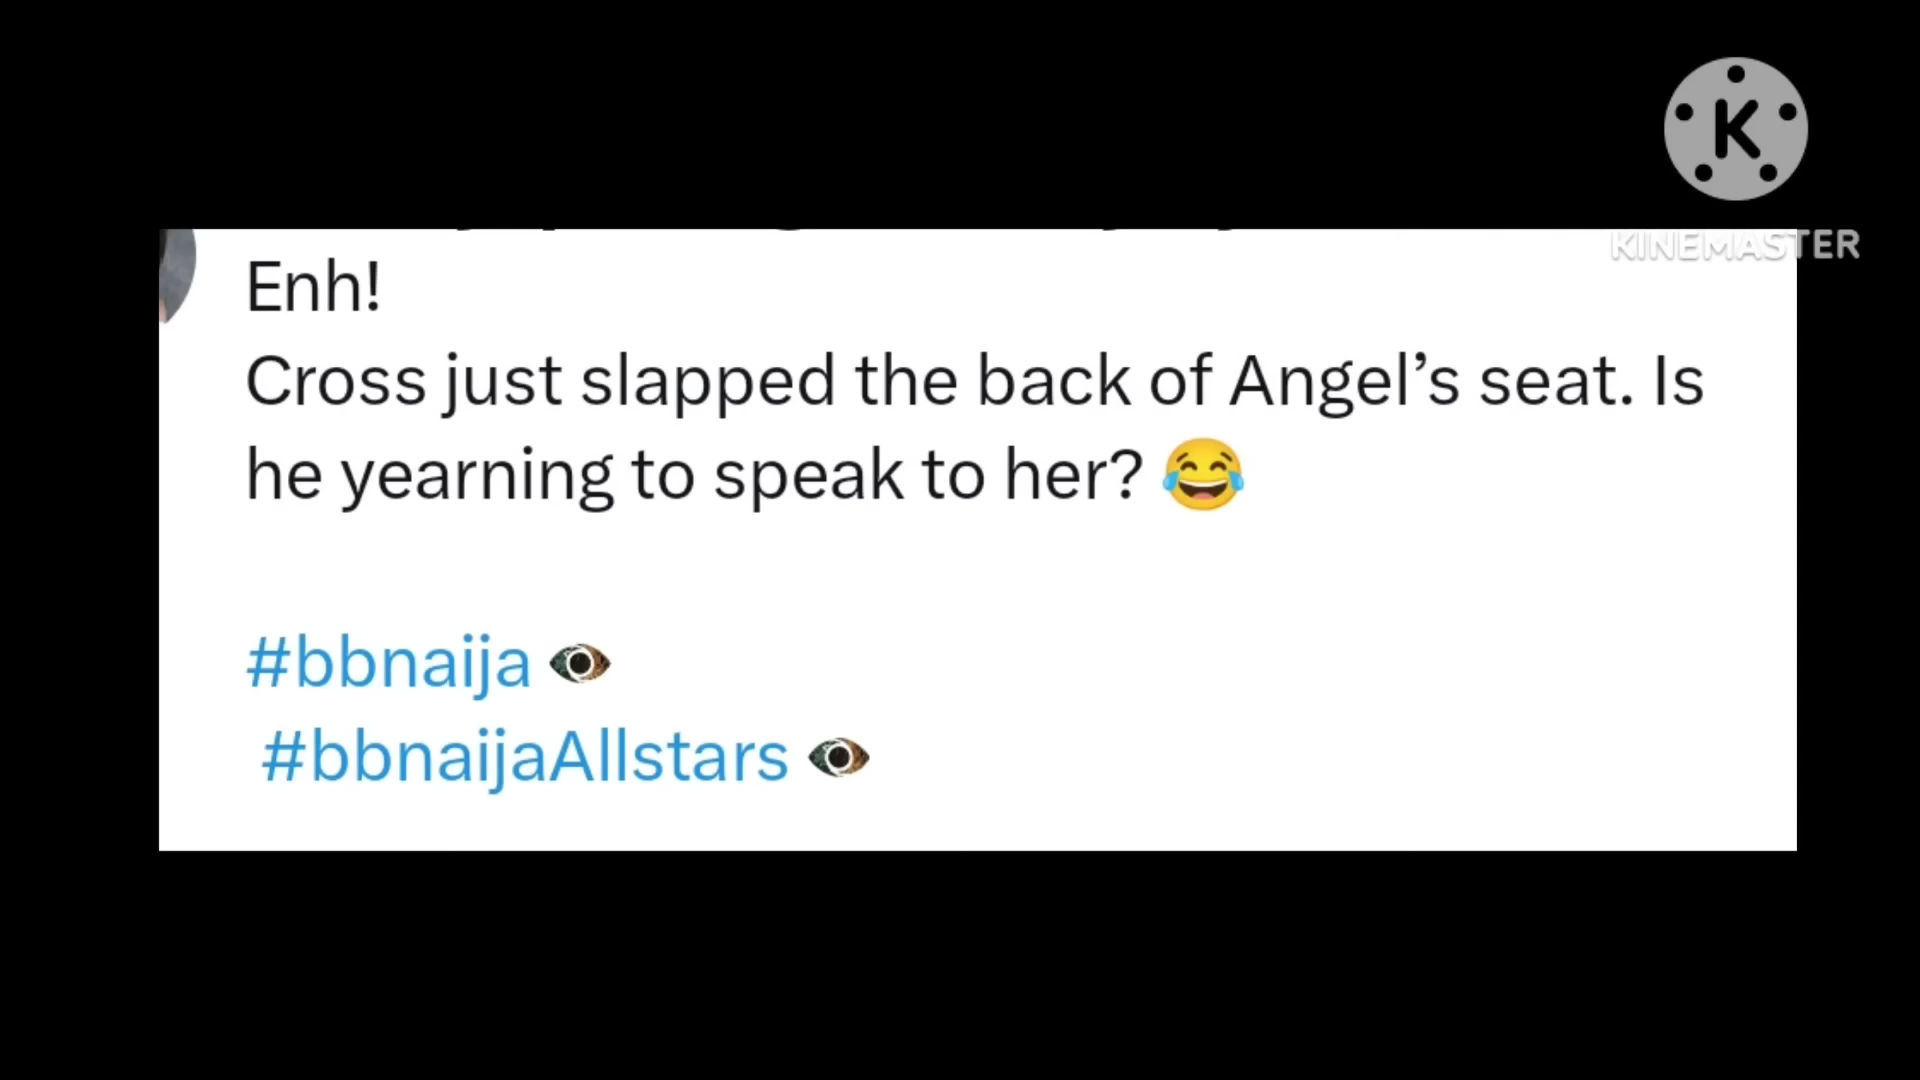 K
KINEMASTER
Enh!
Cross just slapped the back of Angel’s seat. Is
he yearning to speak to her? 😂
#bbnaija
#bbnaijaAllstars